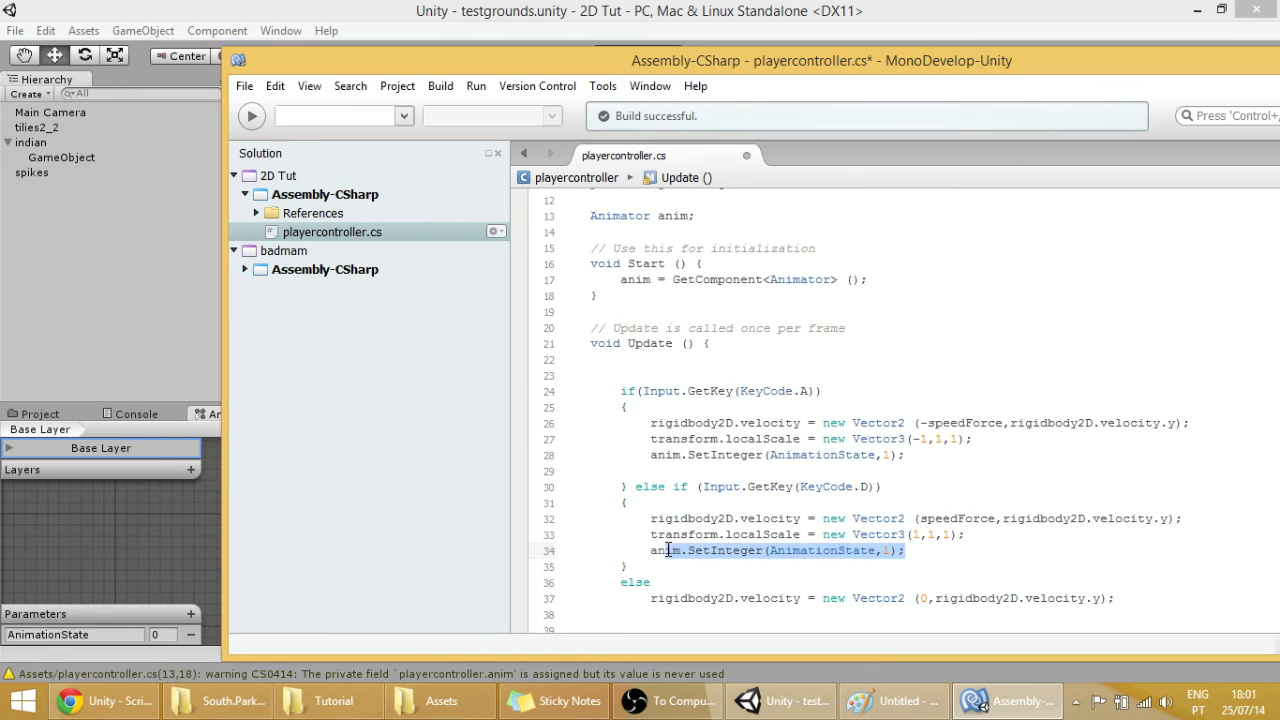 Unity - testgrounds.unity - 2D Tut - PC, Mac & Linux Standalone <DX11>
File Edit Assets GameObject Component Window Help
Center
Assembly-CSharp - playercontroller.cs* - MonoDevelop-Unity
Hierarchy
Create All
File Edit View Search Project Build Run Version Control Tools Window Help
Main Camera
tilies2_2
indian
GameObject
spikes
Build successful.
Press 'Control+,
Solution
playercontroller.cs
2D Tut
playercontroller Update ()
Assembly-CSharp
References
playercontroller.cs
badmam
Assembly-CSharp
12
13 Animator anim;
14
15 // Use this for initialization
16 void Start () {
17 anim = GetComponent<Animator> ();
18 }
19
20 // Update is called once per frame
21 void Update () {
22
23
24 if(Input.GetKey(KeyCode.A))
25 {
26 rigidbody2D.velocity = new Vector2 (-speedForce,rigidbody2D.velocity.y);
27 transform.localScale = new Vector3(-1,1,1);
28 anim.SetInteger(AnimationState,1);
29
30 } else if (Input.GetKey(KeyCode.D))
31 {
32 rigidbody2D.velocity = new Vector2 (speedForce,rigidbody2D.velocity.y);
33 transform.localScale = new Vector3(1,1,1);
34 anim.SetInteger(AnimationState,1);
35 }
36 else
37 rigidbody2D.velocity = new Vector2 (0,rigidbody2D.velocity.y);
38
39
Project Console An
Base Layer
Base Layer
Layers +
Parameters +
AnimationState 0
Assets/playercontroller.cs(13,18): warning CS0414: The private field `playercontroller.anim' is assigned but its value is never used
Unity - Scri... South.Park... Tutorial Assets Sticky Notes To Compu... Unity - test... Untitled - ... Assembly-...
ENG 18:01
PT 25/07/14